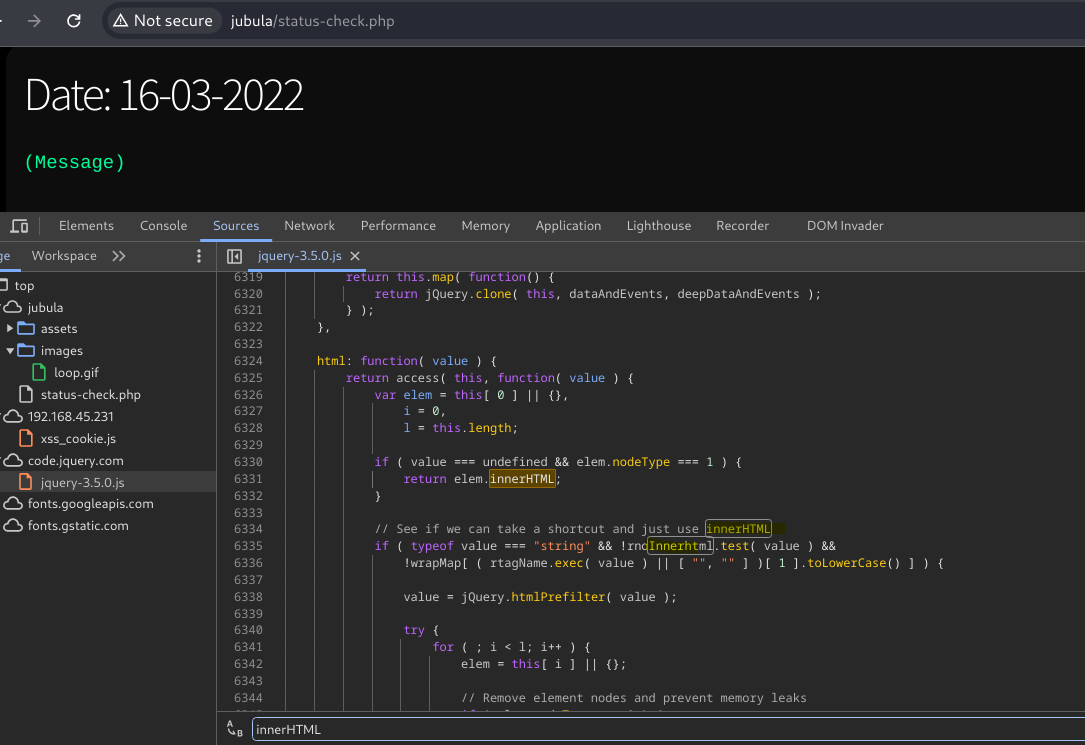 Not secure jubula/status-check.php
Date: 16-03-2022
(Message)
Elements Console Sources Network Performance Memory Application Lighthouse Recorder DOM Invader
ge Workspace jquery-3.5.0.js
top
jubula
assets
images
loop.gif
status-check.php
192.168.45.231
xss_cookie.js
code.jquery.com
jquery-3.5.0.js
fonts.googleapis.com
fonts.gstatic.com
6319 return this.map( function() {
6320 return jQuery.clone( this, dataAndEvents, deepDataAndEvents );
6321 } );
6322 },
6323
6324 html: function( value ) {
6325 return access( this, function( value ) {
6326 var elem = this[ 0 ] || {},
6327 i = 0,
6328 l = this.length;
6329
6330 if ( value === undefined && elem.nodeType === 1 ) {
6331 return elem.innerHTML;
6332 }
6333
6334 // See if we can take a shortcut and just use innerHTML
6335 if ( typeof value === "string" && !rnoInnerhtml.test( value ) &&
6336 !wrapMap[ ( rtagName.exec( value ) || [ "", "" ] )[ 1 ].toLowerCase() ] ) {
6337
6338 value = jQuery.htmlPrefilter( value );
6339
6340 try {
6341 for ( ; i < l; i++ ) {
6342 elem = this[ i ] || {};
6343
6344 // Remove element nodes and prevent memory leaks
innerHTML